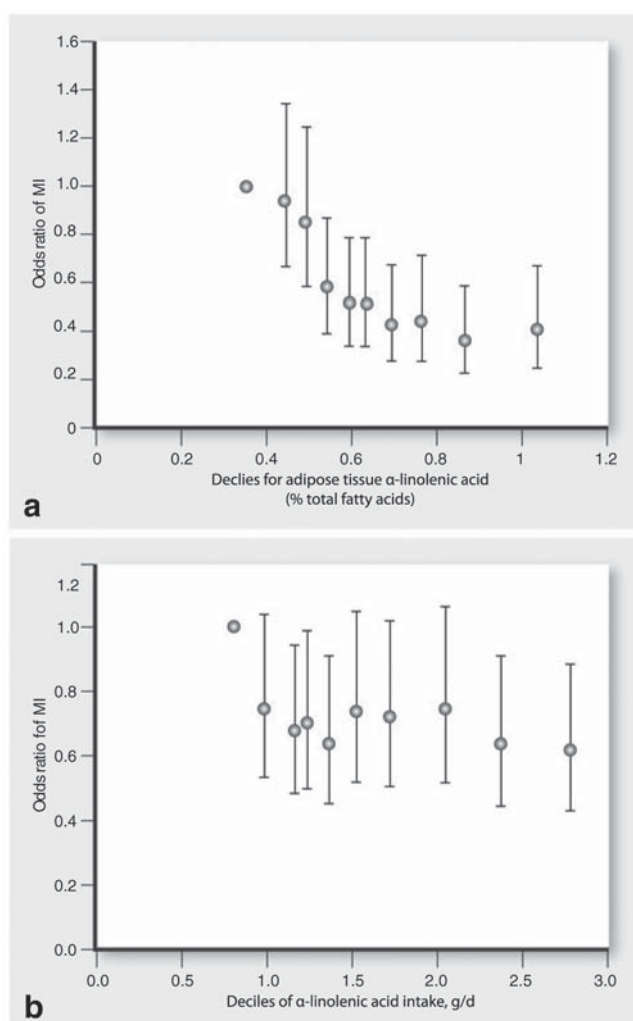 1.6
1.4
1.2
1.0
0.8
0.6
0.4
0.2
0
Odds ratio of MI
0 0.2 0.4 0.6 0.8 1 1.2
Declies for adipose tissue α-linolenic acid
(% total fatty acids)
a
1.2
1.0
0.8
0.6
0.4
0.2
0.0
Odds ratio fof MI
0.0 0.5 1.0 1.5 2.0 2.5 3.0
Deciles of α-linolenic acid intake, g/d
b